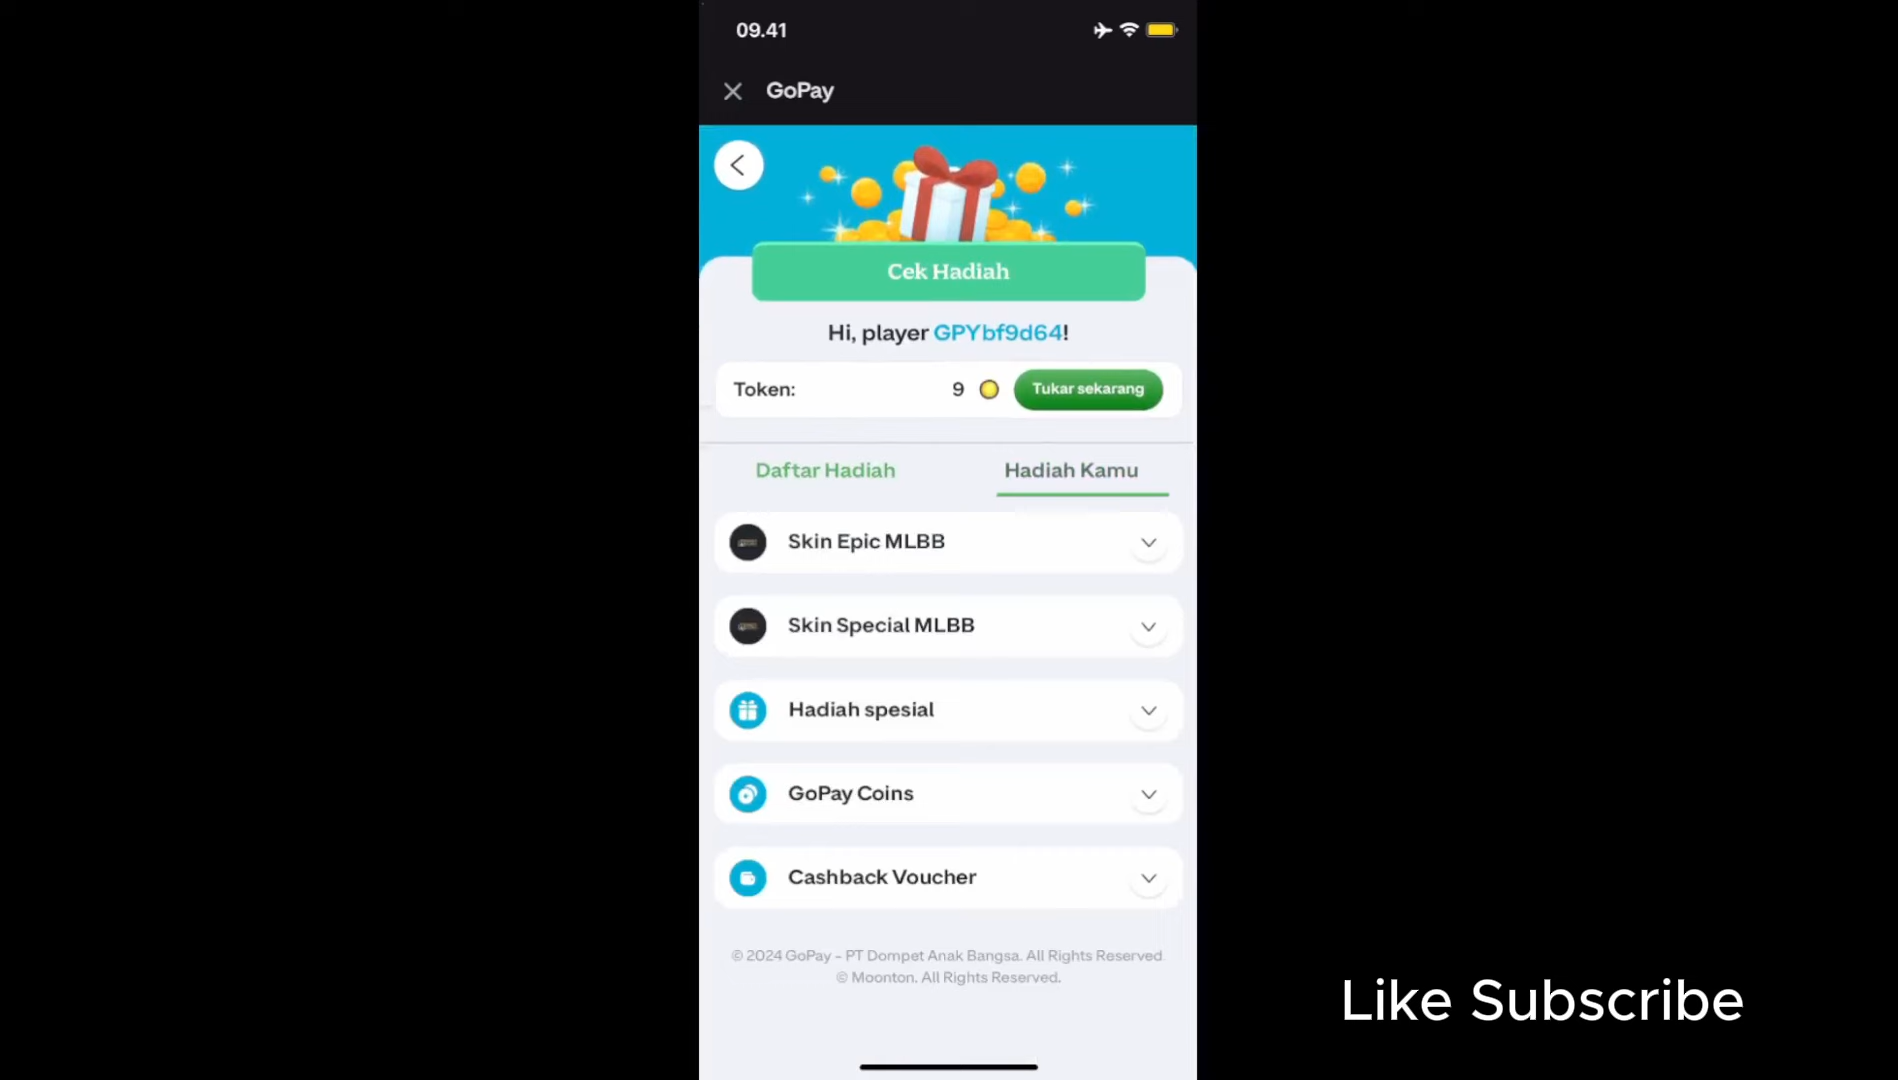 09.41
GoPay
Cek Hadiah
Hi, player GPYbf9d64!
Token: 9 Tukar sekarang
Daftar Hadiah Hadiah Kamu
Skin Epic MLBB
Skin Special MLBB
Hadiah spesial
GoPay Coins
Cashback Voucher
© 2024 GoPay - PT Dompet Anak Bangsa. All Rights Reserved
© Moonton. All Rights Reserved.
Like Subscribe